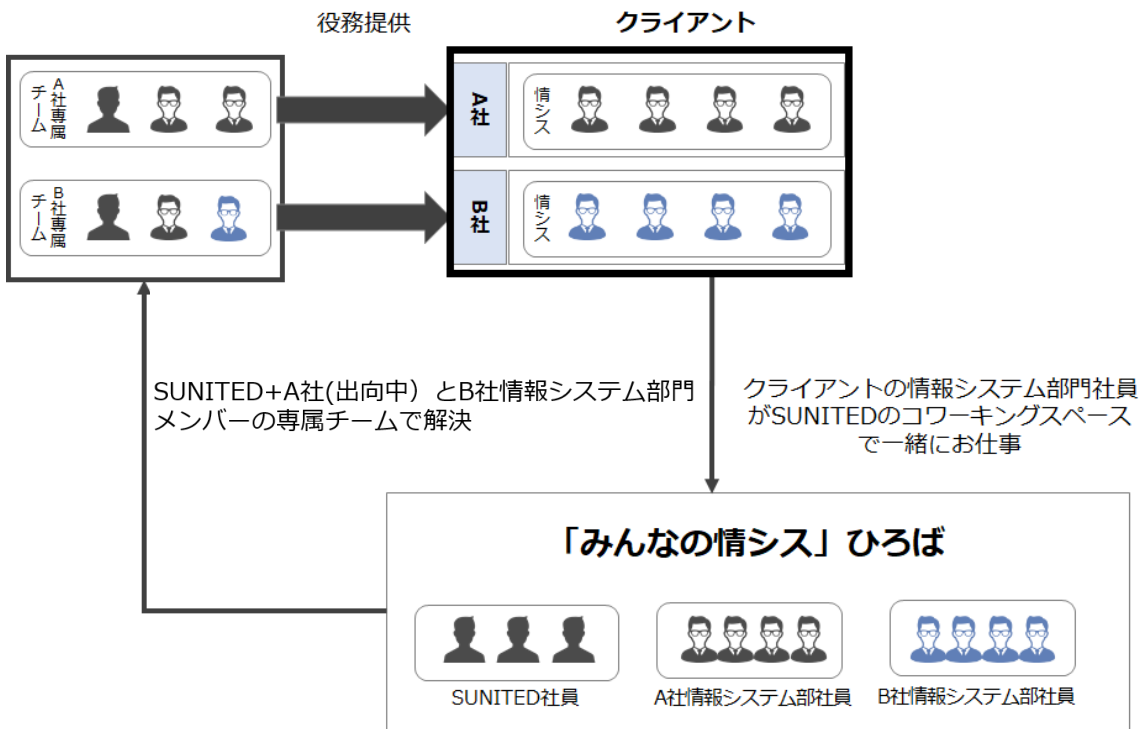 役務提供
クライアント
A社専属
チーム
A社
情シス
B社専属
チーム
B社
情シス
SUNITED+A社(出向中）とB社情報システム部門
メンバーの専属チームで解決
クライアントの情報システム部門社員
がSUNITEDのコワーキングスペース
で一緒にお仕事
「みんなの情シス」ひろば
SUNITED社員
A社情報システム部社員
B社情報システム部社員